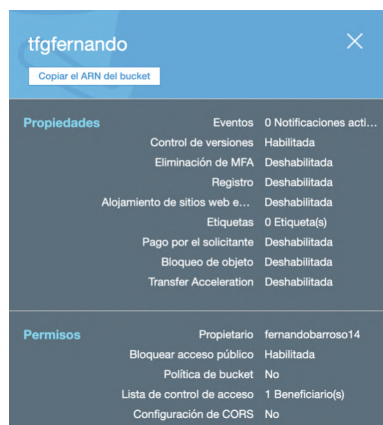 tfgfernando
Copiar el ARN del bucket
Propiedades Eventos 0 Notificaciones acti...
Control de versiones Habilitada
Eliminación de MFA Deshabilitada
Registro Deshabilitada
Alojamiento de sitios web e... Deshabilitada
Etiquetas 0 Etiqueta(s)
Pago por el solicitante Deshabilitada
Bloqueo de objeto Deshabilitada
Transfer Acceleration Deshabilitada
Permisos Propietario fernandobarroso14
Bloquear acceso público Habilitada
Política de bucket No
Lista de control de acceso 1 Beneficiario(s)
Configuración de CORS No